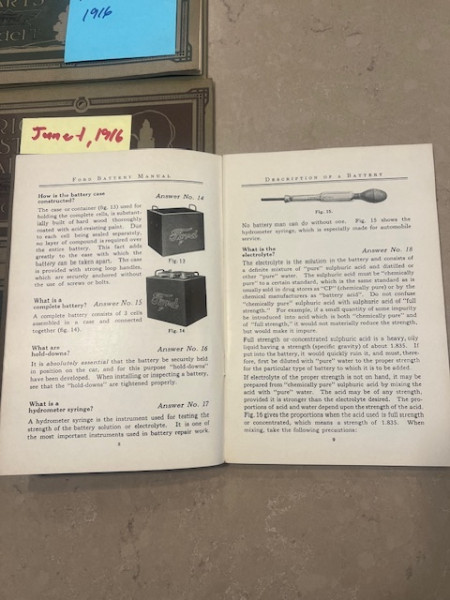 1916
June 1, 1916
FORD BATTERY MANUAL
How is the battery case
constructed? Answer No. 14
The case or container (fig. 13) used for
holding the complete cells, is substant-
ially built of hard wood thoroughly
coated with acid-resisting paint. Due
to each cell being sealed separately,
no layer of compound is required over
the entire battery. This fact adds
greatly to the ease with which the
battery can be taken apart. The case
is provided with strong loop handles,
which are securely anchored without
the use of screws or bolts.
Ford
Fig. 13
What is a
complete battery? Answer No. 15
A complete battery consists of 3 cells
assembled in a case and connected
together (fig. 14).
Ford
Fig. 14
What are
hold-downs? Answer No. 16
It is absolutely essential that the battery be securely held
in position on the car, and for this purpose "hold-downs"
have been developed. When installing or inspecting a battery,
see that the "hold-downs" are tightened properly.
What is a
hydrometer syringe? Answer No. 17
A hydrometer syringe is the instrument used for testing the
strength of the battery solution or electrolyte. It is one of
the most important instruments used in battery repair work.
8
DESCRIPTION OF A BATTERY
Fig. 15
No battery man can do without one. Fig. 15 shows the
hydrometer syringe, which is especially made for automobile
service.
What is the
electrolyte? Answer No. 18
The electrolyte is the solution in the battery and consists of
a definite mixture of "pure" sulphuric acid and distilled or
other "pure" water. The sulphuric acid must be "chemically
pure" to a certain standard, which is the same standard as is
usually sold in drug stores as "CP" (chemically pure) or by the
chemical manufacturers as "battery acid". Do not confuse
"chemically pure" sulphuric acid with sulphuric acid of "full
strength." For example, if a small quantity of some impurity
be introduced into acid which is both "chemically pure" and
of "full strength," it would not materially reduce the strength,
but would make it impure.
Full strength or concentrated sulphuric acid is a heavy, oily
liquid having a strength (specific gravity) of about 1.835. If
put into the battery, it would quickly ruin it, and must, there-
fore, first be diluted with "pure" water to the proper strength
for the particular type of battery to which it is to be added.
If electrolyte of the proper strength is not on hand, it may be
prepared from "chemically pure" sulphuric acid by mixing the
acid with "pure" water. The acid may be of any strength,
provided it is stronger than the electrolyte desired. The pro-
portions of acid and water depend upon the strength of the acid.
Fig. 16 gives the proportions when the acid used is full strength
or concentrated, which means a strength of 1.835. When
mixing, take the following precautions:
9